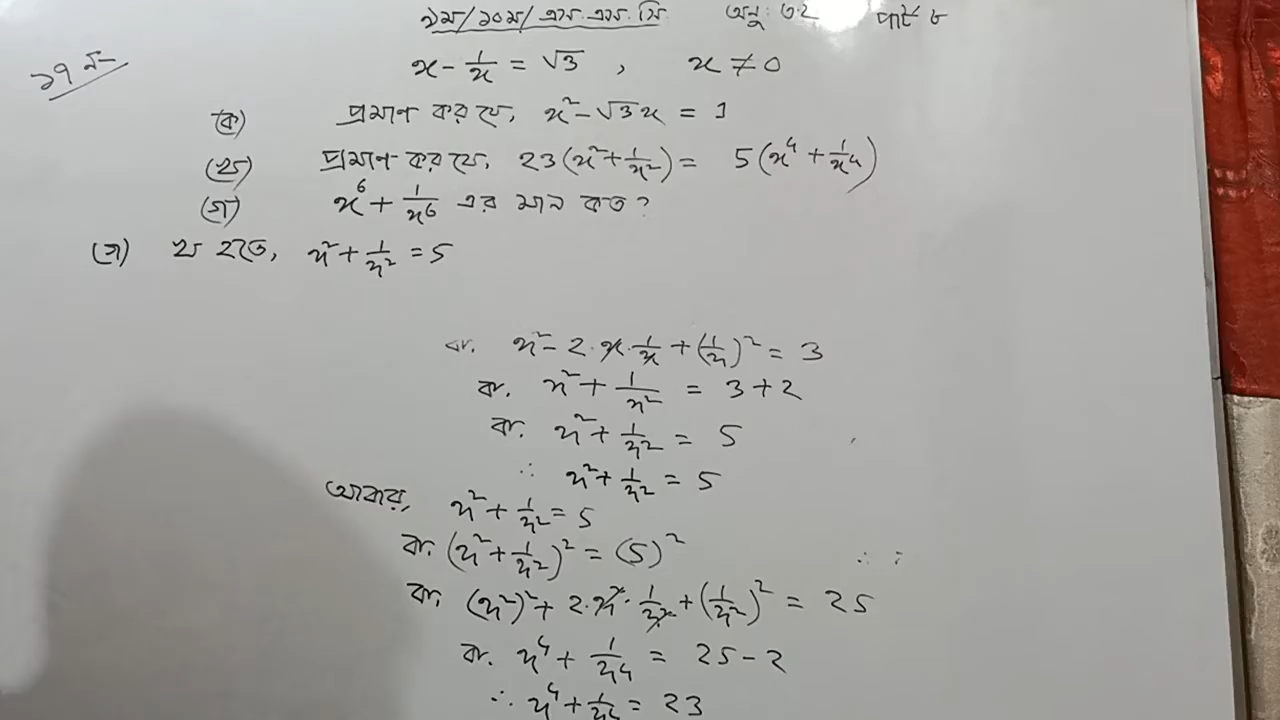 ৯ম/১০ম/এস.এস.সি অনু: ৩.2 পার্ট ৮
১৭ নং
x - 1/x = √3 , x ≠ 0
(ক) প্রমাণ কর যে, x² - √3x = 1
(খ) প্রমাণ কর যে, 23(x² + 1/x²) = 5(x⁴ + 1/x⁴)
(গ) x⁶ + 1/x⁶ এর মান কত?
(গ) খ হতে, x² + 1/x² = 5
বা. x² - 2·x·1/x + (1/x)² = 3
বা. x² + 1/x² = 3 + 2
বা. x² + 1/x² = 5
∴ x² + 1/x² = 5
আবার, x² + 1/x² = 5
বা. (x² + 1/x²)² = (5)²
বা. (x²)² + 2·x²·1/x² + (1/x²)² = 25
বা. x⁴ + 1/x⁴ = 25 - 2
∴ x⁴ + 1/x⁴ = 23